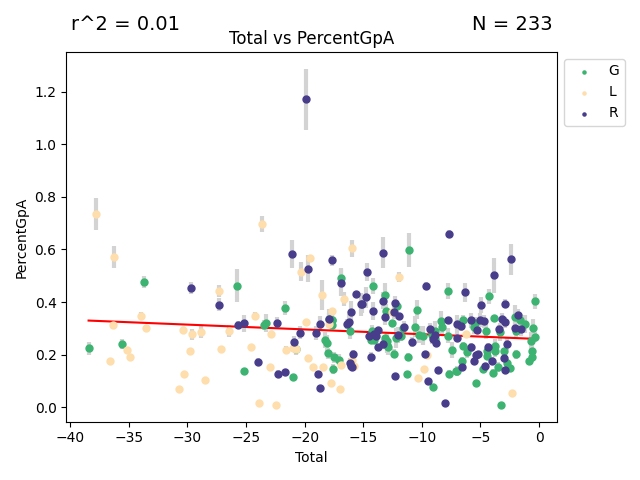 r^2 = 0.01
N = 233
Total vs PercentGpA
G
L
R
PercentGpA
1.2
1.0
0.8
0.6
0.4
0.2
0.0
−40 −35 −30 −25 −20 −15 −10 −5 0
Total